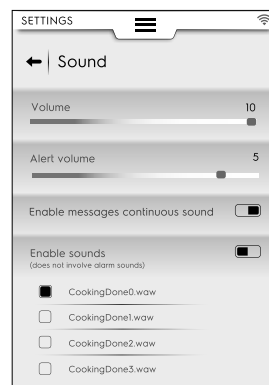 SETTINGS
Sound
Volume 10
Alert volume 5
Enable messages continuous sound
Enable sounds
(does not involve alarm sounds)
CookingDone0.waw
CookingDone1.waw
CookingDone2.waw
CookingDone3.waw